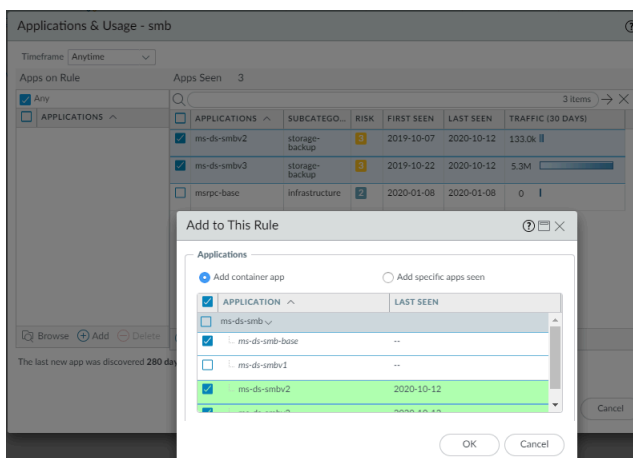 Applications & Usage - smb
Timeframe Anytime
Apps on Rule
Apps Seen 3
Any
3 items
APPLICATIONS
APPLICATIONS SUBCATEGO... RISK FIRST SEEN LAST SEEN TRAFFIC (30 DAYS)
ms-ds-smbv2 storage-backup 3 2019-10-07 2020-10-12 133.0k
ms-ds-smbv3 storage-backup 3 2019-10-22 2020-10-12 5.3M
msrpc-base infrastructure 2 2020-01-08 2020-01-08 0
Add to This Rule
Applications
Add container app Add specific apps seen
APPLICATION LAST SEEN
ms-ds-smb
ms-ds-smb-base --
ms-ds-smbv1 --
ms-ds-smbv2 2020-10-12
Browse Add Delete
The last new app was discovered 280
Cancel
OK Cancel